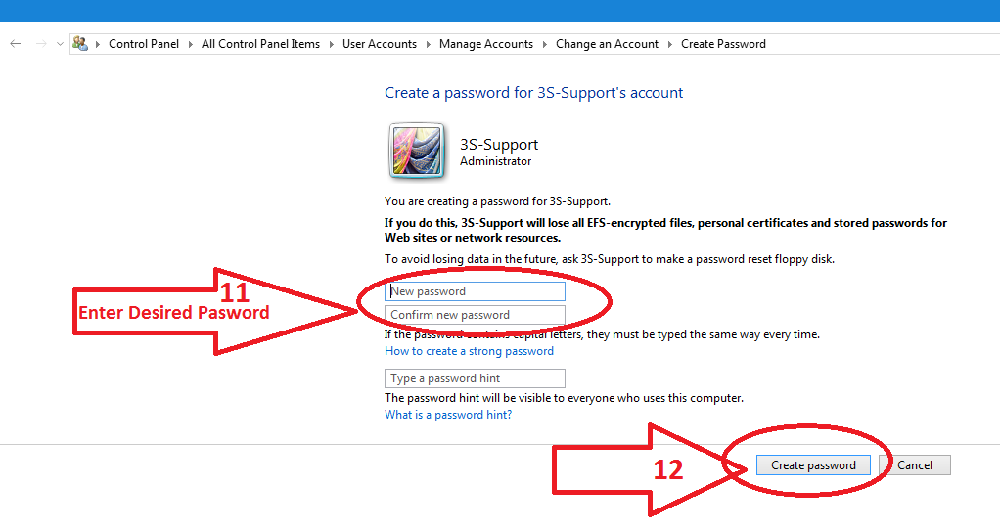 Control Panel All Control Panel Items User Accounts Manage Accounts Change an Account Create Password
Create a password for 3S-Support's account
3S-Support
Administrator
You are creating a password for 3S-Support.
If you do this, 3S-Support will lose all EFS-encrypted files, personal certificates and stored passwords for
Web sites or network resources.
To avoid losing data in the future, ask 3S-Support to make a password reset floppy disk.
11
Enter Desired Pasword
New password
Confirm new password
If the password contains capital letters, they must be typed the same way every time.
How to create a strong password
Type a password hint
The password hint will be visible to everyone who uses this computer.
What is a password hint?
12
Create password
Cancel